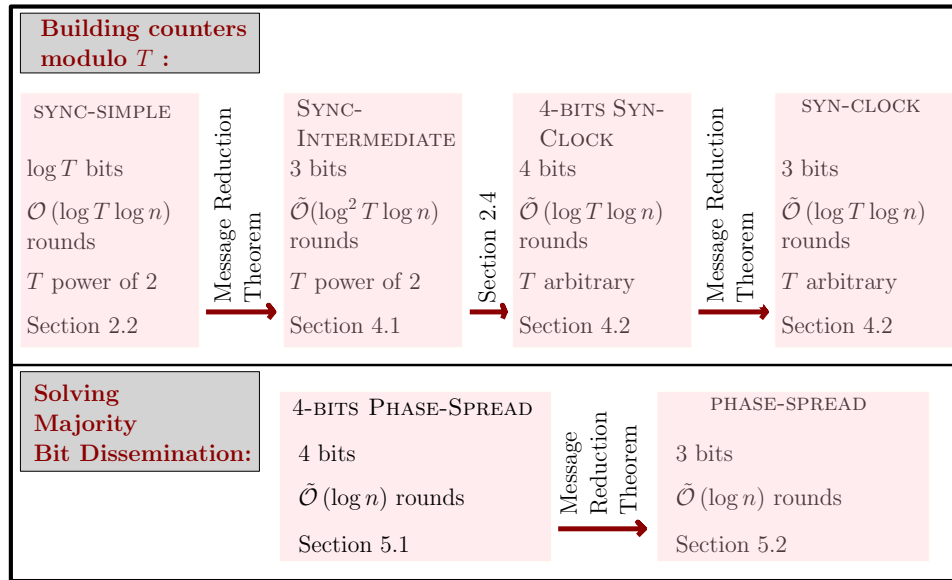 Building counters
modulo T :
SYNC-SIMPLE
log T bits
O (log T log n)
rounds
T power of 2
Section 2.2
Message Reduction
Theorem
SYNC-
INTERMEDIATE
3 bits
Õ(log² T log n)
rounds
T power of 2
Section 4.1
Section 2.4
4-BITS SYN-
CLOCK
4 bits
Õ (log T log n)
rounds
T arbitrary
Section 4.2
Message Reduction
Theorem
SYN-CLOCK
3 bits
Õ (log T log n)
rounds
T arbitrary
Section 4.2
Solving
Majority
Bit Dissemination:
4-BITS PHASE-SPREAD
4 bits
Õ (log n) rounds
Section 5.1
Message
Reduction
Theorem
PHASE-SPREAD
3 bits
Õ (log n) rounds
Section 5.2